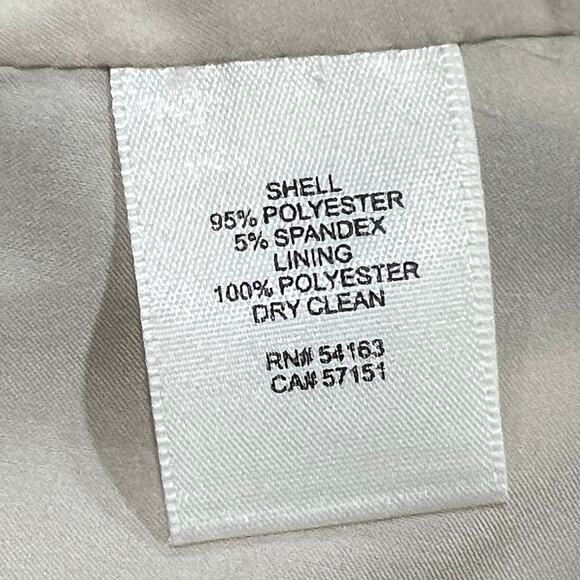 SHELL
95% POLYESTER
5% SPANDEX
LINING
100% POLYESTER
DRY CLEAN
RN# 54163
CA# 57151